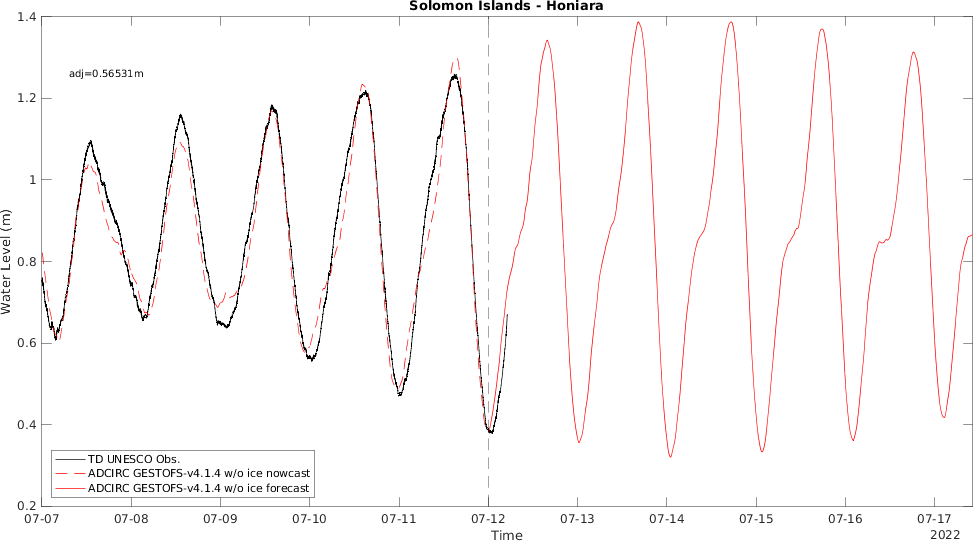 Solomon Islands - Honiara
1.4
adj=0.56531m
1.2
1
0.8
0.6
0.4
0.2
Water Level (m)
TD UNESCO Obs.
ADCIRC GESTOFS-v4.1.4 w/o ice nowcast
ADCIRC GESTOFS-v4.1.4 w/o ice forecast
07-07 07-08 07-09 07-10 07-11 07-12 07-13 07-14 07-15 07-16 07-17
Time
2022